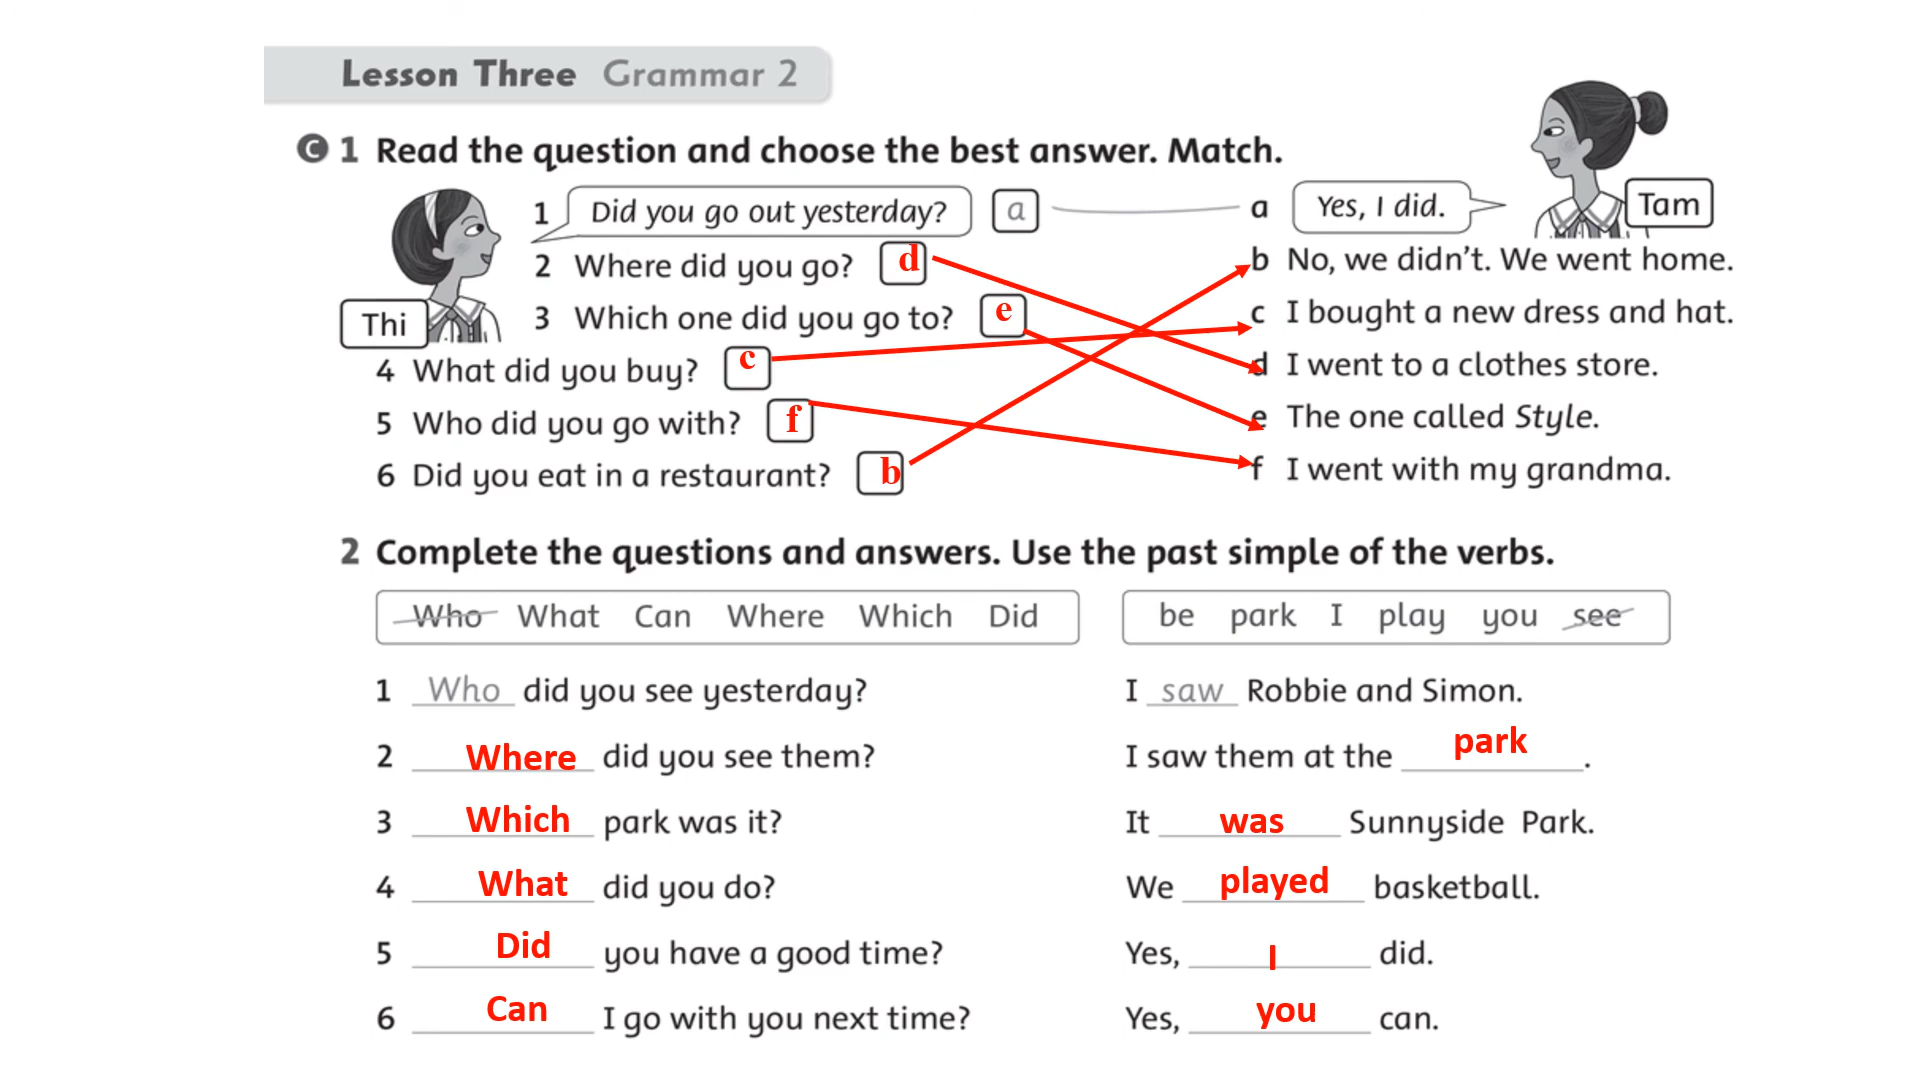 Lesson Three Grammar 2
C 1 Read the question and choose the best answer. Match.
1 Did you go out yesterday? a a Yes, I did. Tam
2 Where did you go? d b No, we didn't. We went home.
3 Which one did you go to? e c I bought a new dress and hat.
Thi
4 What did you buy? c d I went to a clothes store.
5 Who did you go with? f e The one called Style.
6 Did you eat in a restaurant? b f I went with my grandma.
2 Complete the questions and answers. Use the past simple of the verbs.
Who What Can Where Which Did be park I play you see
1 Who did you see yesterday? I saw Robbie and Simon.
2 Where did you see them? I saw them at the park .
3 Which park was it? It was Sunnyside Park.
4 What did you do? We played basketball.
5 Did you have a good time? Yes, I did.
6 Can I go with you next time? Yes, you can.